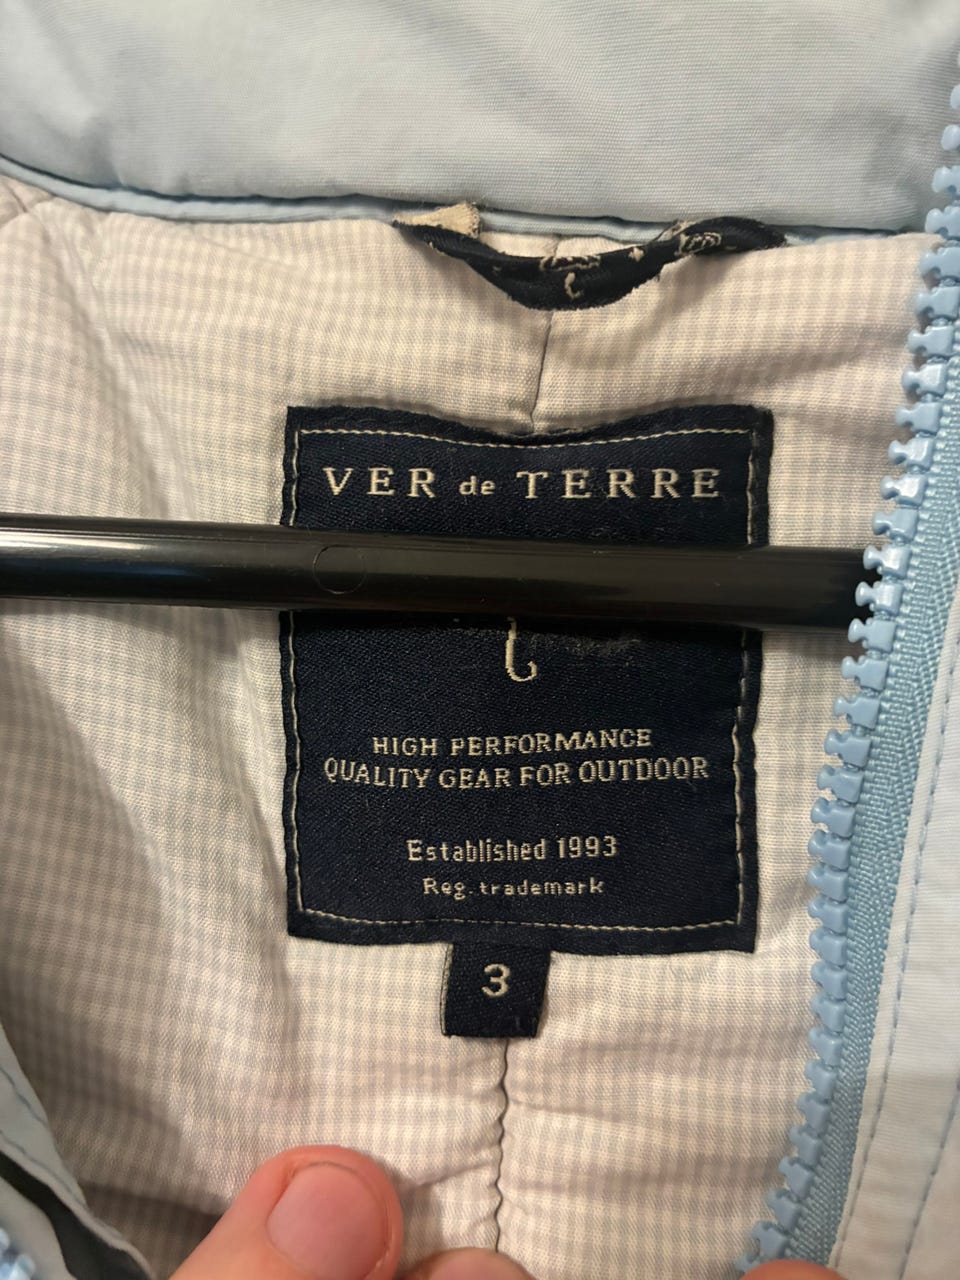 VER de TERRE
HIGH PERFORMANCE
QUALITY GEAR FOR OUTDOOR
Established 1993
Reg. trademark
3